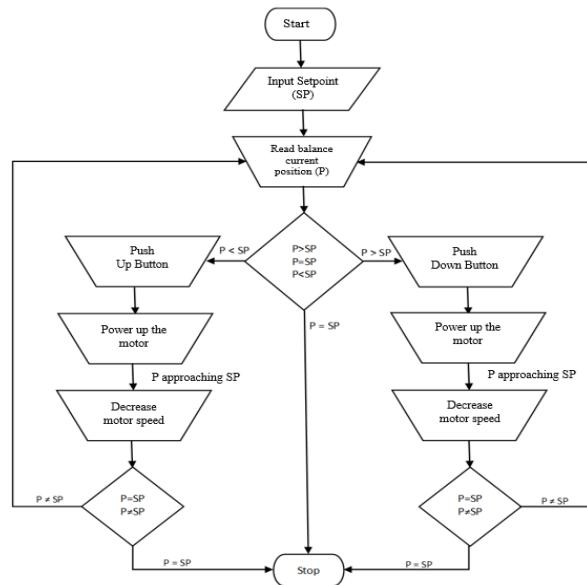 Start
Input Setpoint
(SP)
Read balance
current
position (P)
P < SP
P>SP
P=SP
P<SP
P > SP
Push
Up Button
Push
Down Button
P = SP
Power up the
motor
Power up the
motor
P approaching SP
P approaching SP
Decrease
motor speed
Decrease
motor speed
P ≠ SP
P=SP
P≠SP
P=SP
P≠SP
P ≠ SP
P = SP
Stop
P = SP